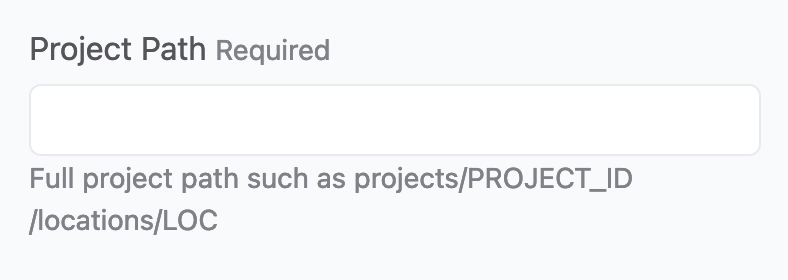 Project Path Required
Full project path such as projects/PROJECT_ID
/locations/LOC